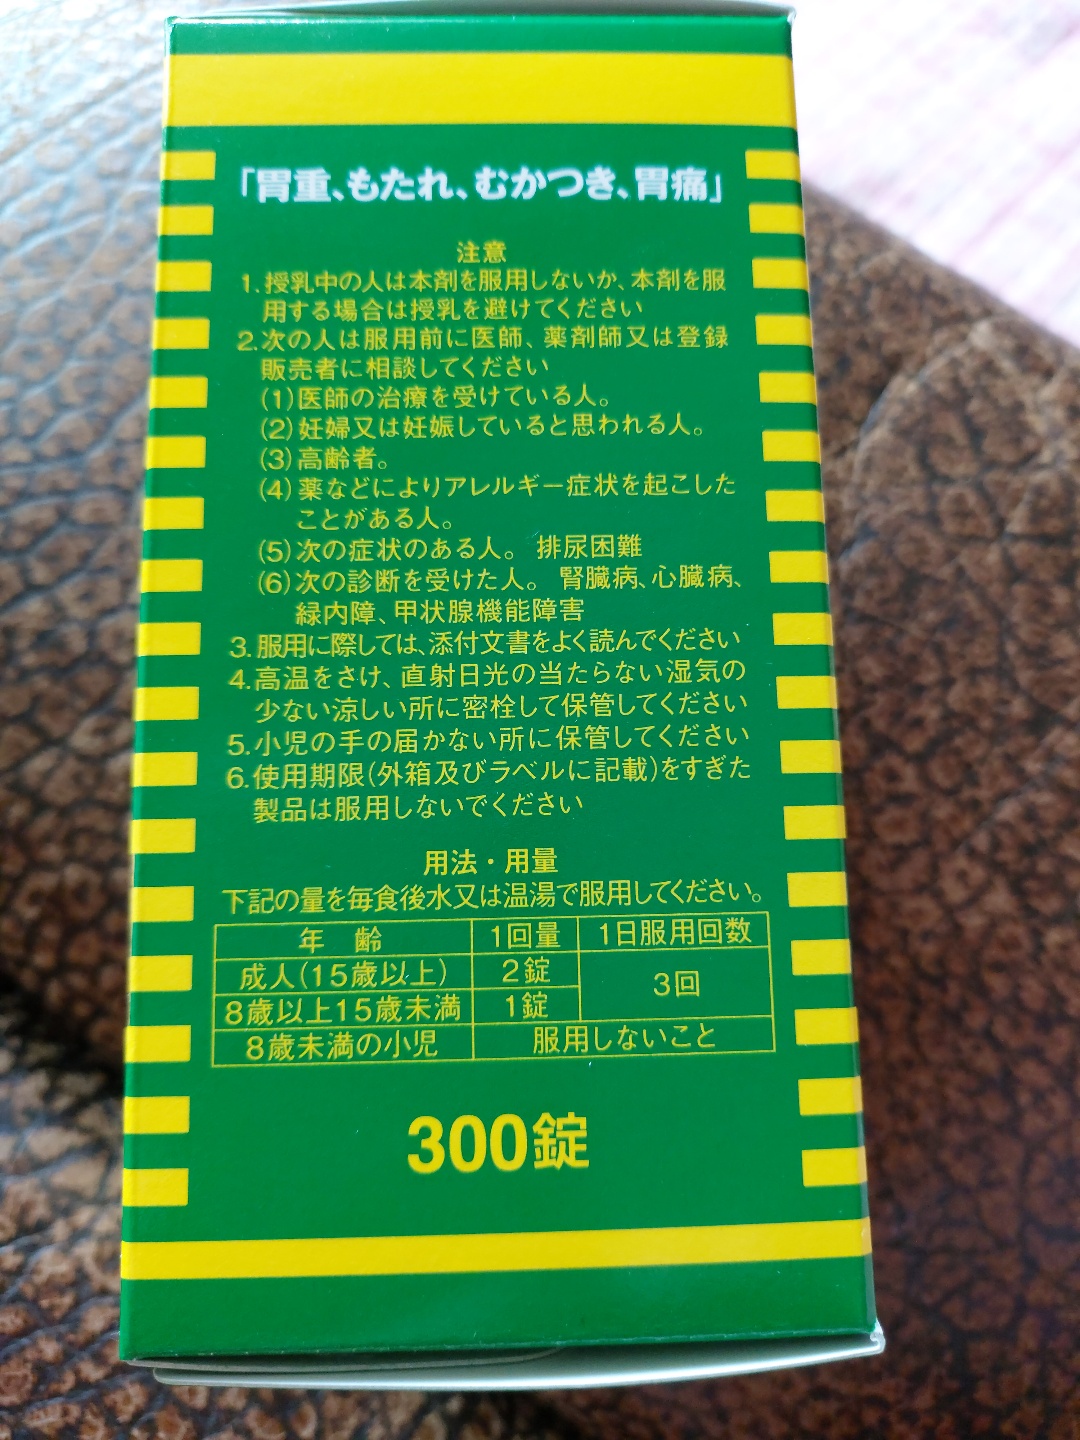 「胃重、もたれ、むかつき、胃痛」
注意
1.授乳中の人は本剤を服用しないか、本剤を服
用する場合は授乳を避けてください
2.次の人は服用前に医師、薬剤師又は登録
販売者に相談してください
(1)医師の治療を受けている人。
(2)妊婦又は妊娠していると思われる人。
(3)高齢者。
(4)薬などによりアレルギー症状を起こした
ことがある人。
(5)次の症状のある人。 排尿困難
(6)次の診断を受けた人。 腎臓病、心臓病、
緑内障、甲状腺機能障害
3.服用に際しては、添付文書をよく読んでください
4.高温をさけ、直射日光の当たらない湿気の
少ない涼しい所に密栓して保管してください
5.小児の手の届かない所に保管してください
6.使用期限(外箱及びラベルに記載)をすぎた
製品は服用しないでください
用法・用量
下記の量を毎食後水又は温湯で服用してください。
年 齢 1回量 1日服用回数
成人(15歳以上) 2錠 3回
8歳以上15歳未満 1錠
8歳未満の小児 服用しないこと
300錠